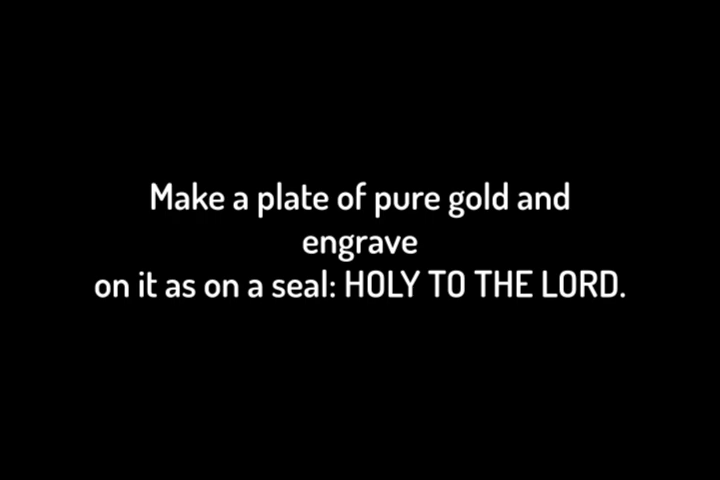 Make a plate of pure gold and
engrave
on it as on a seal: HOLY TO THE LORD.